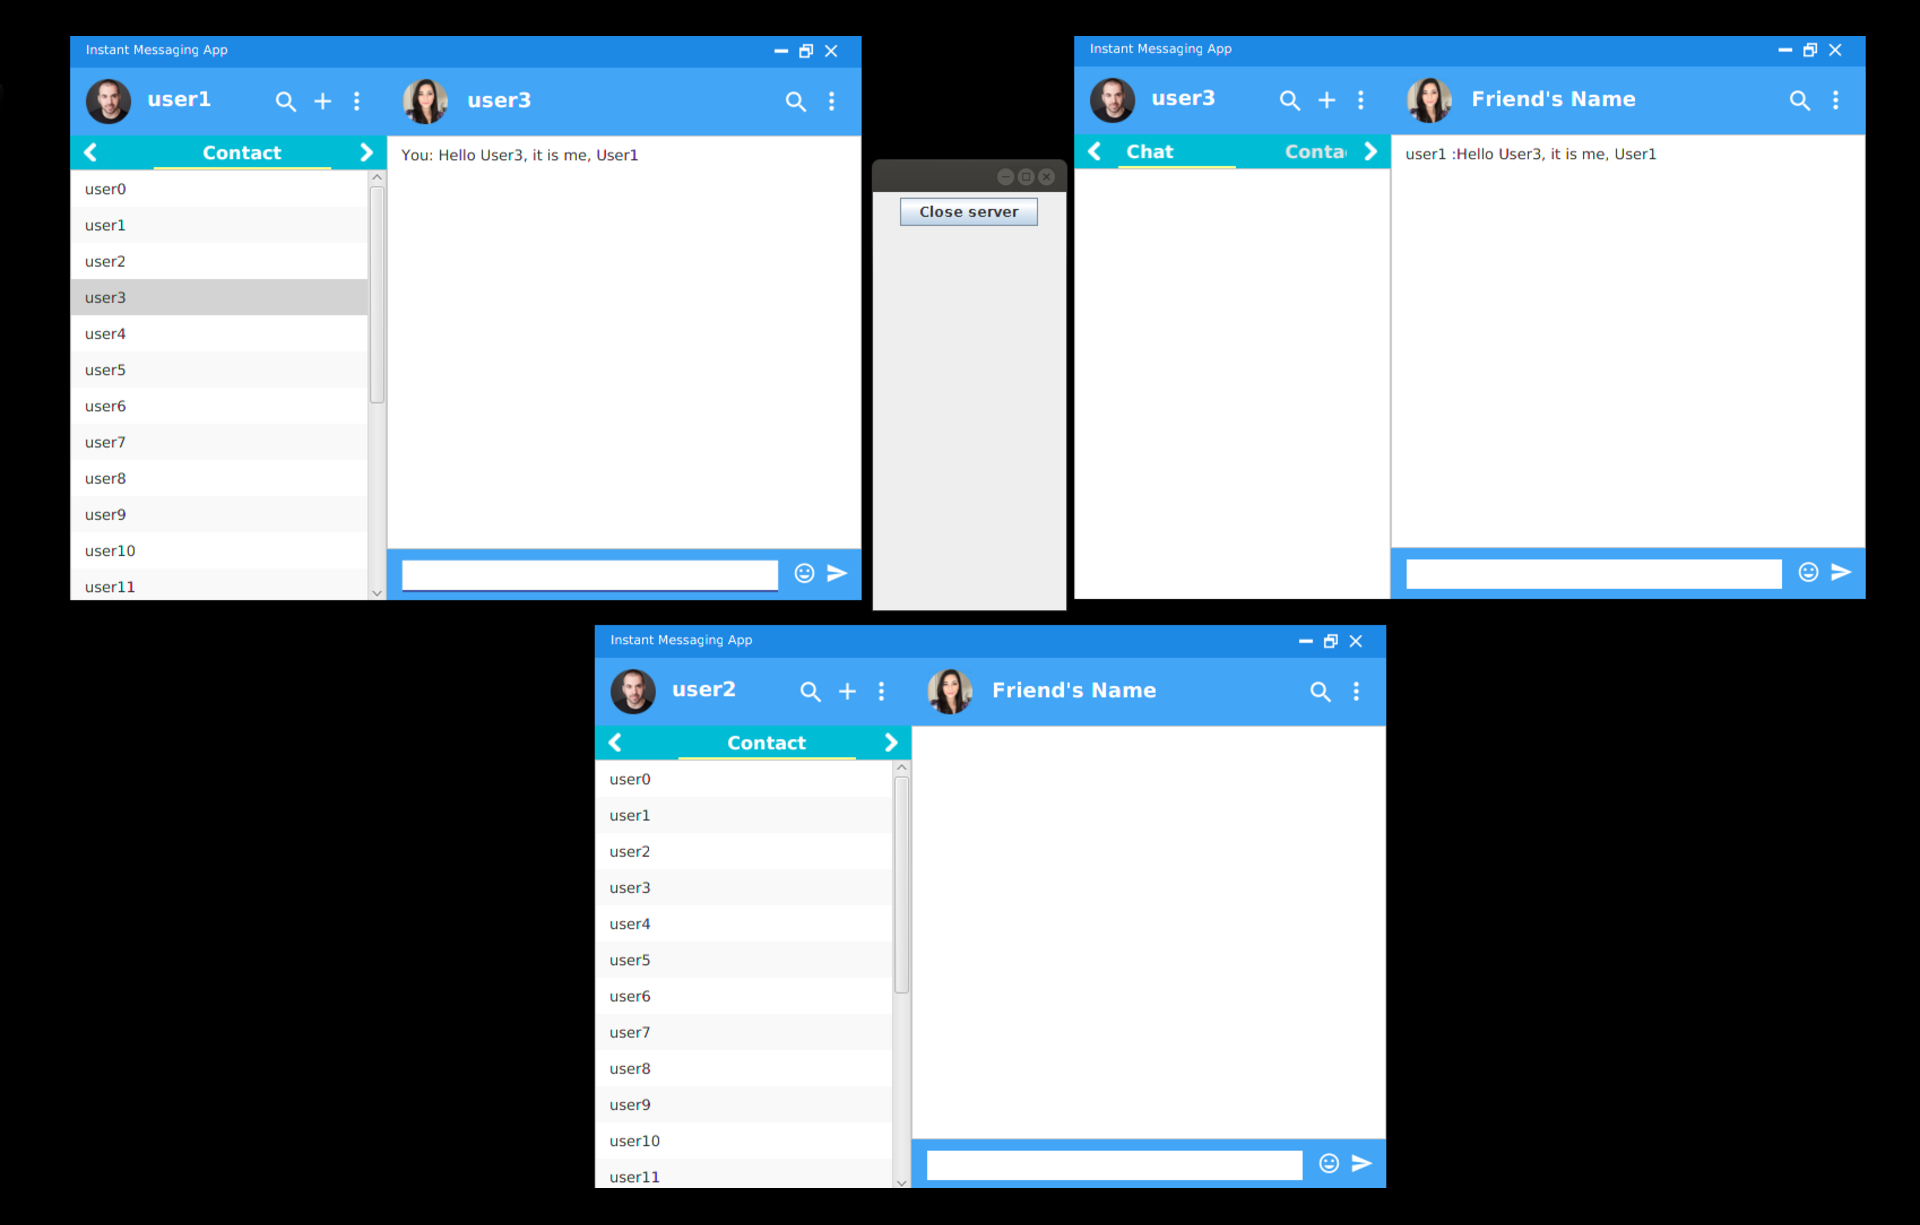 Instant Messaging App
user1
user3
Contact
user0
user1
user2
user3
user4
user5
user6
user7
user8
user9
user10
user11
You: Hello User3, it is me, User1
Close server
Instant Messaging App
user3
Friend's Name
Chat
Conta
user1 :Hello User3, it is me, User1
Instant Messaging App
user2
Friend's Name
Contact
user0
user1
user2
user3
user4
user5
user6
user7
user8
user9
user10
user11